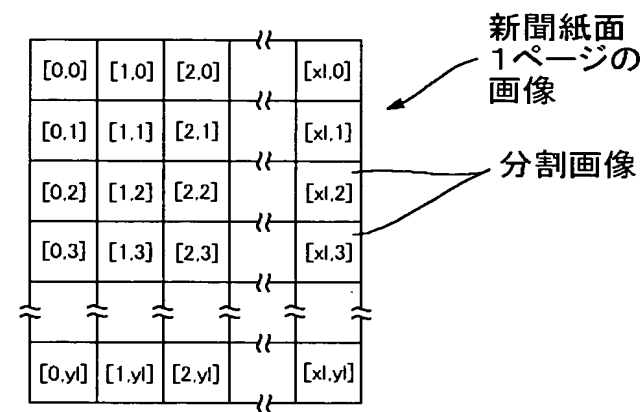 新聞紙面
1ページの
画像
[0,0] [1,0] [2,0] [xl,0]
[0,1] [1,1] [2,1] [xl,1]
分割画像
[0,2] [1,2] [2,2] [xl,2]
[0,3] [1,3] [2,3] [xl,3]
[0,yl] [1,yl] [2,yl] [xl,yl]